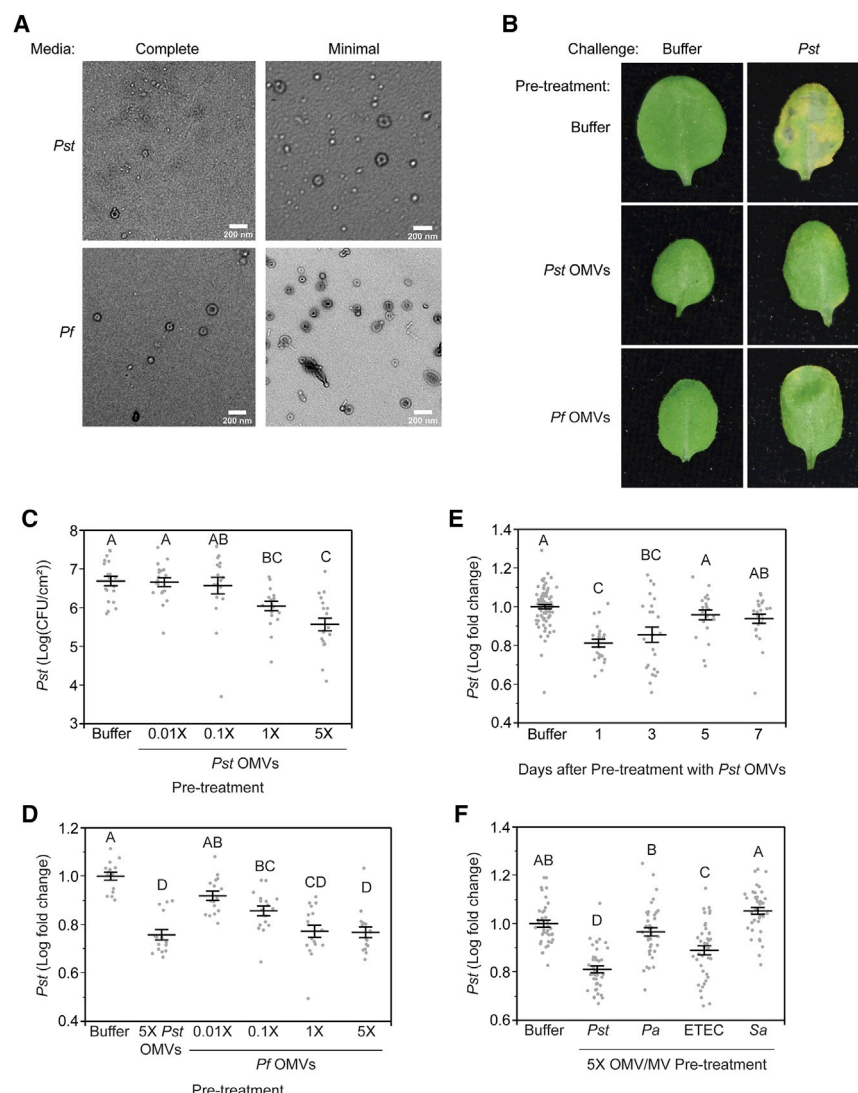 A
Media: Complete Minimal
Pst
200 nm 200 nm
Pf
200 nm 200 nm
B
Challenge: Buffer Pst
Pre-treatment:
Buffer
Pst OMVs
Pf OMVs
C
Pst (Log(CFU/cm²))
8
7
6
5
4
3
A A AB BC C
Buffer 0.01X 0.1X 1X 5X
Pst OMVs
Pre-treatment
E
Pst (Log fold change)
1.4
1.2
1.0
0.8
0.6
0.4
A C BC A AB
Buffer 1 3 5 7
Days after Pre-treatment with Pst OMVs
D
Pst (Log fold change)
1.2
1.0
0.8
0.6
0.4
A D AB BC CD D
Buffer 5X Pst 0.01X 0.1X 1X 5X
OMVs
Pf OMVs
Pre-treatment
F
Pst (Log fold change)
1.4
1.2
1.0
0.8
0.6
AB D B C A
Buffer Pst Pa ETEC Sa
5X OMV/MV Pre-treatment